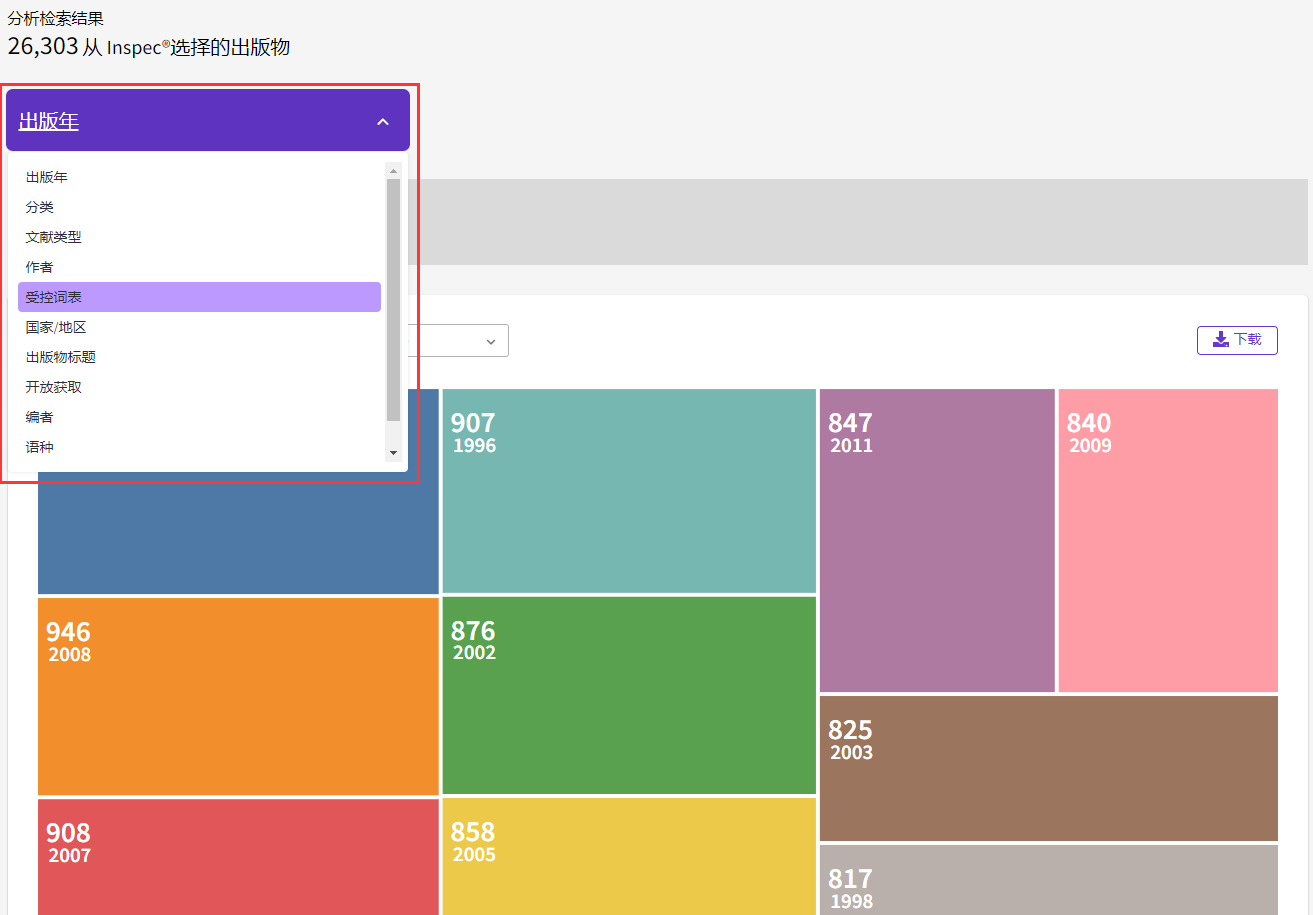 分析检索结果
26,303 从 Inspec®选择的出版物
出版年
出版年
分类
文献类型
作者
受控词表
国家/地区
出版物标题
开放获取
编者
语种
下载
907
1996
847
2011
840
2009
946
2008
876
2002
825
2003
908
2007
858
2005
817
1998